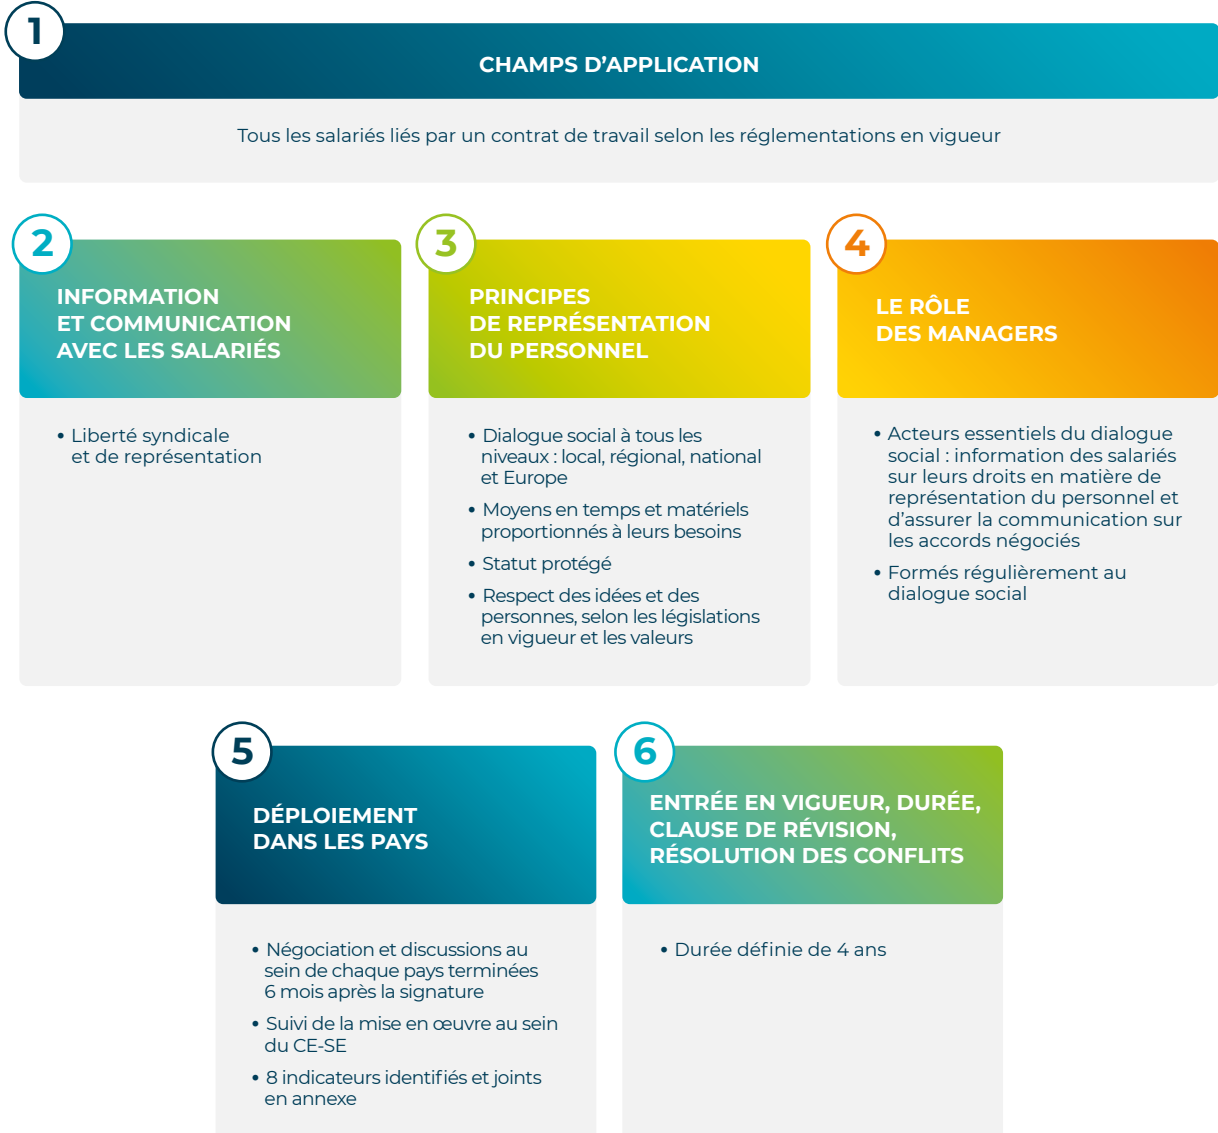 1
CHAMPS D’APPLICATION
Tous les salariés liés par un contrat de travail selon les réglementations en vigueur
2
INFORMATION
ET COMMUNICATION
AVEC LES SALARIÉS
• Liberté syndicale
et de représentation
3
PRINCIPES
DE REPRÉSENTATION
DU PERSONNEL
• Dialogue social à tous les
niveaux : local, régional, national
et Europe
• Moyens en temps et matériels
proportionnés à leurs besoins
• Statut protégé
• Respect des idées et des
personnes, selon les législations
en vigueur et les valeurs
4
LE RÔLE
DES MANAGERS
• Acteurs essentiels du dialogue
social : information des salariés
sur leurs droits en matière de
représentation du personnel et
d’assurer la communication sur
les accords négociés
• Formés régulièrement au
dialogue social
5
DÉPLOIEMENT
DANS LES PAYS
• Négociation et discussions au
sein de chaque pays terminées
6 mois après la signature
• Suivi de la mise en œuvre au sein
du CE-SE
• 8 indicateurs identifiés et joints
en annexe
6
ENTRÉE EN VIGUEUR, DURÉE,
CLAUSE DE RÉVISION,
RÉSOLUTION DES CONFLITS
• Durée définie de 4 ans